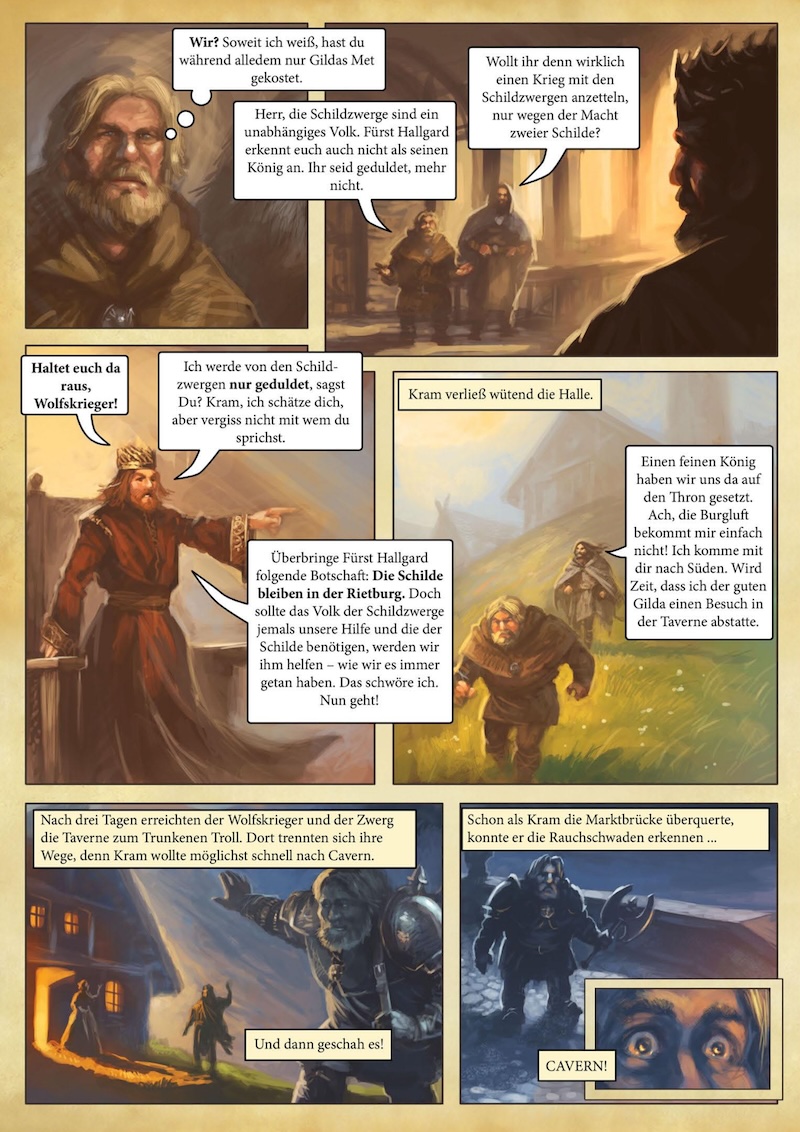 Wir? Soweit ich weiß, hast du
während alledem nur Gildas Met
gekostet.
Herr, die Schildzwerge sind ein
unabhängiges Volk. Fürst Hallgard
erkennt euch auch nicht als seinen
König an. Ihr seid geduldet, mehr
nicht.
Wollt ihr denn wirklich
einen Krieg mit den
Schildzwergen anzetteln,
nur wegen der Macht
zweier Schilde?
Haltet euch da
raus,
Wolfskrieger!
Ich werde von den Schild-
zwergen nur geduldet, sagst
Du? Kram, ich schätze dich,
aber vergiss nicht mit wem du
sprichst.
Überbringe Fürst Hallgard
folgende Botschaft: Die Schilde
bleiben in der Rietburg. Doch
sollte das Volk der Schildzwerge
jemals unsere Hilfe und die der
Schilde benötigen, werden wir
ihm helfen – wie wir es immer
getan haben. Das schwöre ich.
Nun geht!
Kram verließ wütend die Halle.
Einen feinen König
haben wir uns da auf
den Thron gesetzt.
Ach, die Burgluft
bekommt mir einfach
nicht! Ich komme mit
dir nach Süden. Wird
Zeit, dass ich der guten
Gilda einen Besuch in
der Taverne abstatte.
Nach drei Tagen erreichten der Wolfskrieger und der Zwerg
die Taverne zum Trunkenen Troll. Dort trennten sich ihre
Wege, denn Kram wollte möglichst schnell nach Cavern.
Und dann geschah es!
Schon als Kram die Marktbrücke überquerte,
konnte er die Rauchschwaden erkennen ...
CAVERN!